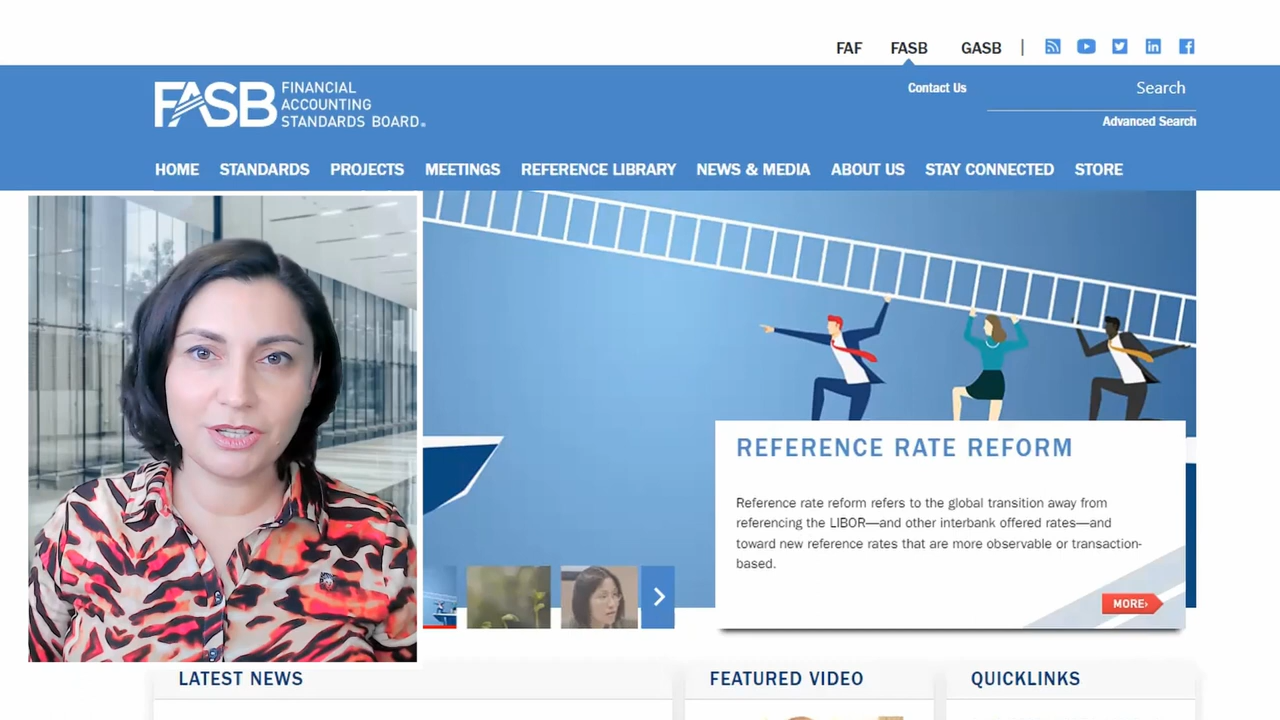 FAF FASB GASB |
FASB FINANCIAL
ACCOUNTING
STANDARDS BOARD®
Contact Us
Search
Advanced Search
HOME STANDARDS PROJECTS MEETINGS REFERENCE LIBRARY NEWS & MEDIA ABOUT US STAY CONNECTED STORE
REFERENCE RATE REFORM
Reference rate reform refers to the global transition away from
referencing the LIBOR—and other interbank offered rates—and
toward new reference rates that are more observable or transaction-
based.
MORE›
LATEST NEWS
FEATURED VIDEO
QUICKLINKS